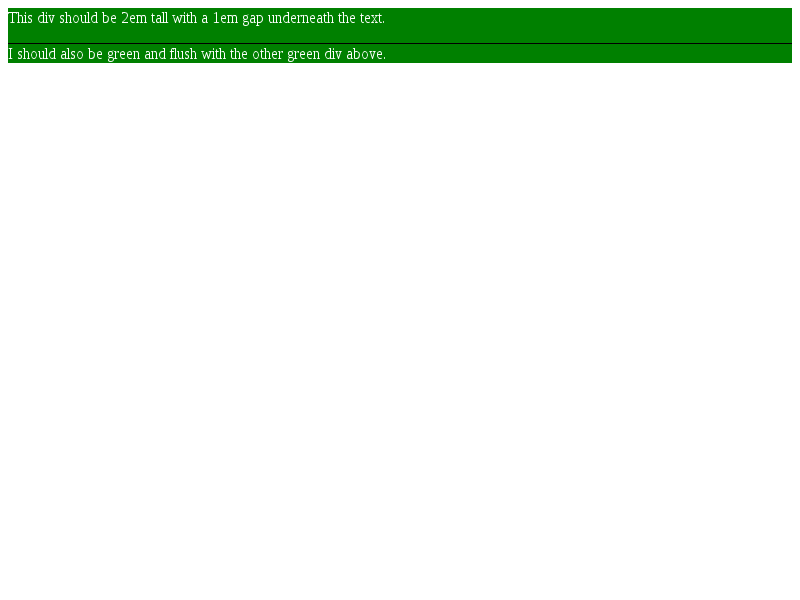 This div should be 2em tall with a 1em gap underneath the text.
I should also be green and flush with the other green div above.